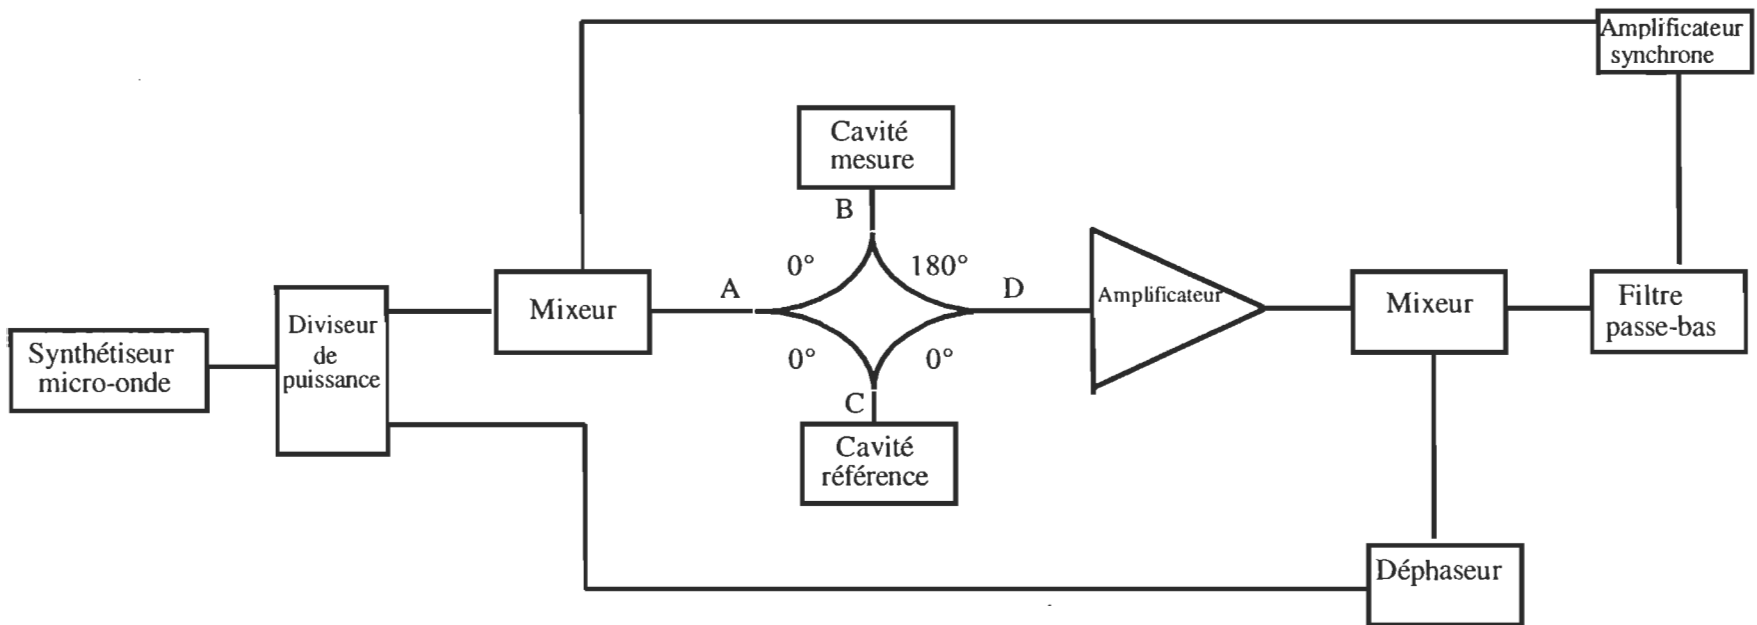 Amplificateur
synchrone
Cavité
mesure
B
0°
180°
A
D
Mixeur
Amplificateur
Mixeur
Filtre
passe-bas
Diviseur
de
puissance
Synthétiseur
micro-onde
0°
0°
C
Cavité
référence
Déphaseur